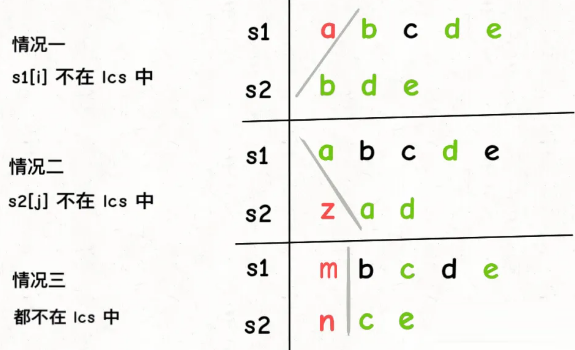 情况一
s1[i] 不在 lcs 中
s1 a b c d e
s2 b d e
情况二
s2[j] 不在 lcs 中
s1 a b c d e
s2 z a d
情况三
都不在 lcs 中
s1 m b c d e
s2 n c e